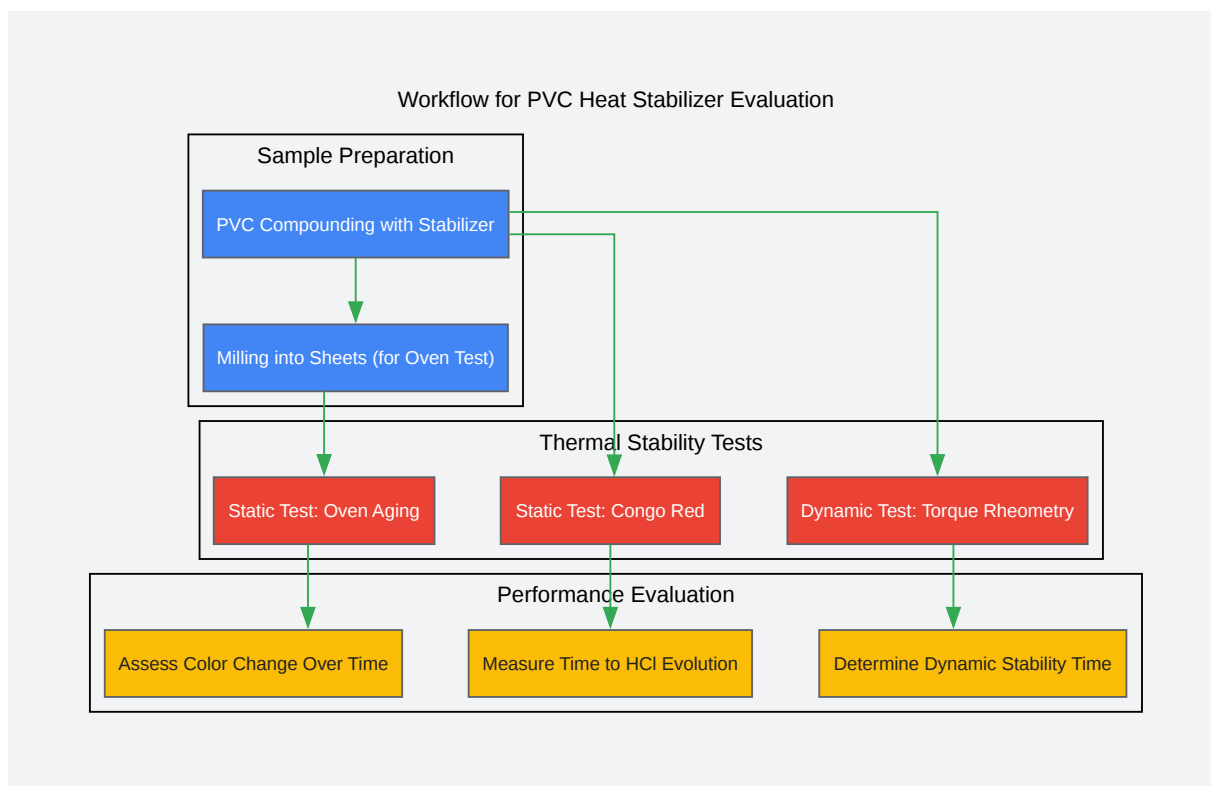 Workflow for PVC Heat Stabilizer Evaluation
Sample Preparation
PVC Compounding with Stabilizer
Milling into Sheets (for Oven Test)
Thermal Stability Tests
Static Test: Oven Aging
Static Test: Congo Red
Dynamic Test: Torque Rheometry
Performance Evaluation
Assess Color Change Over Time
Measure Time to HCl Evolution
Determine Dynamic Stability Time